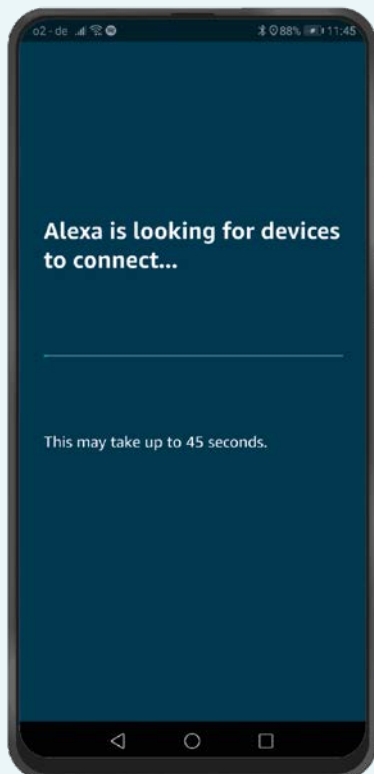 o2-de 88% 11:45
Alexa is looking for devices
to connect...
This may take up to 45 seconds.